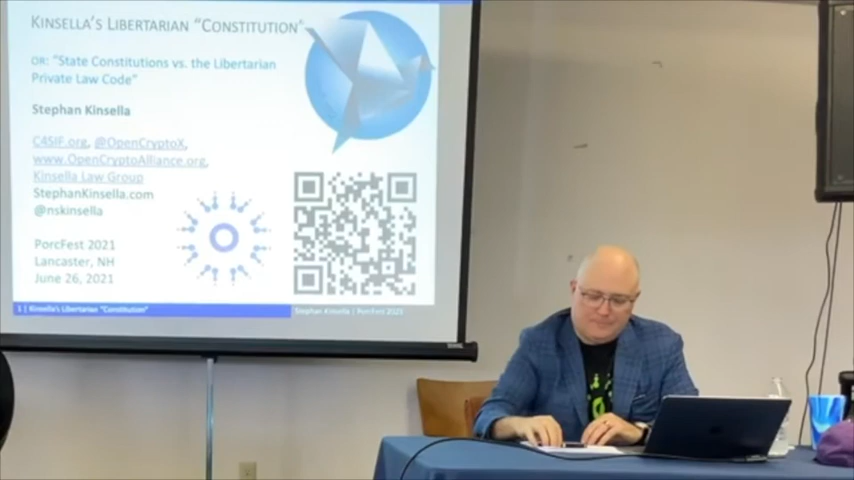 KINSELLA'S LIBERTARIAN "CONSTITUTION"
OR: "State Constitutions vs. the Libertarian
Private Law Code"
Stephan Kinsella
C4SIF.org, @OpenCryptoX,
www.OpenCryptoAlliance.org,
Kinsella Law Group
StephanKinsella.com
@nskinsella
PorcFest 2021
Lancaster, NH
June 26, 2021
1 | Kinsella's Libertarian "Constitution"
Stephan Kinsella | PorcFest 2021